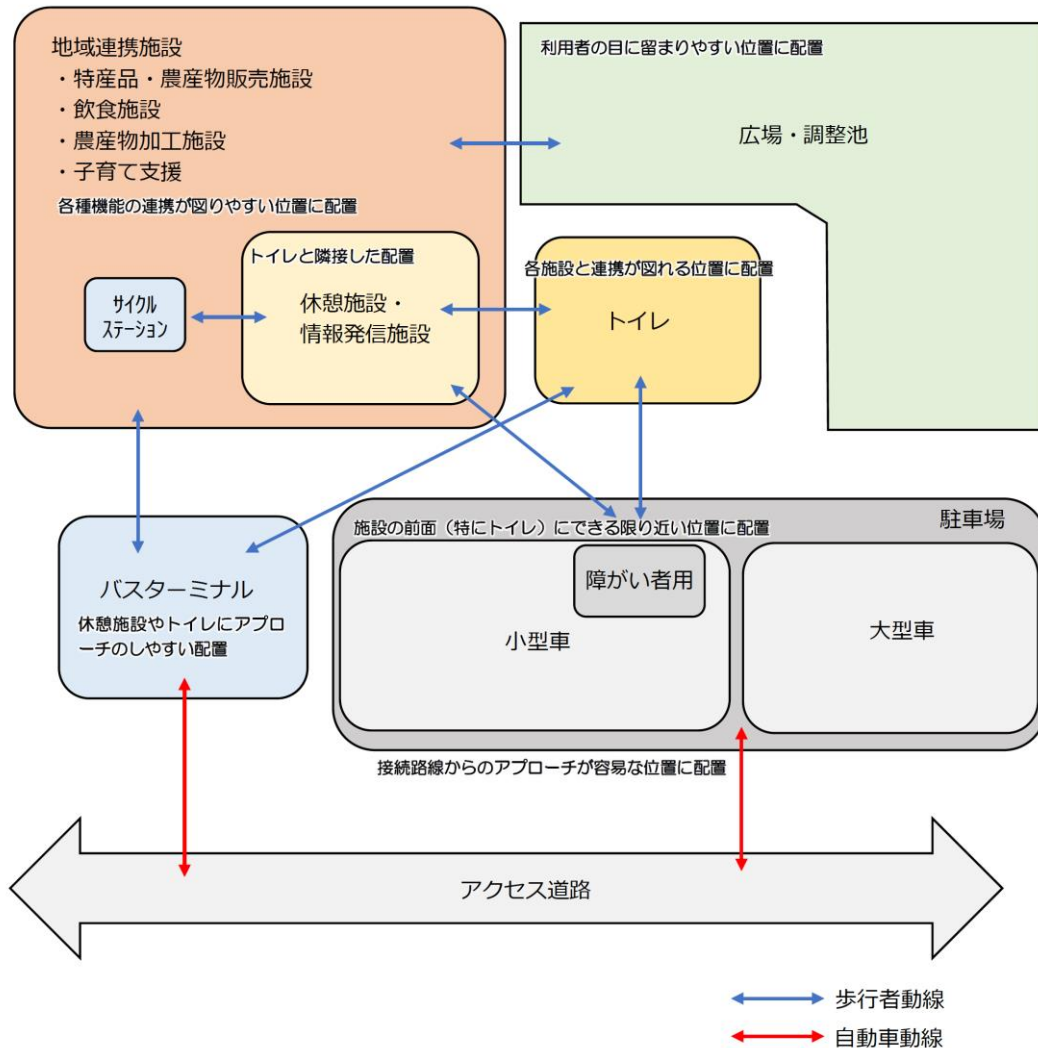 地域連携施設
・特産品・農産物販売施設
・飲食施設
・農産物加工施設
・子育て支援
各種機能の連携が図りやすい位置に配置
利用者の目に留まりやすい位置に配置
広場・調整池
トイレと隣接した配置
休憩施設・
情報発信施設
サイクル
ステーション
各施設と連携が図れる位置に配置
トイレ
バスターミナル
休憩施設やトイレにアプロ
ーチのしやすい配置
駐車場
施設の前面（特にトイレ）にできる限り近い位置に配置
障がい者用
小型車
大型車
接続路線からのアプローチが容易な位置に配置
アクセス道路
歩行者動線
自動車動線